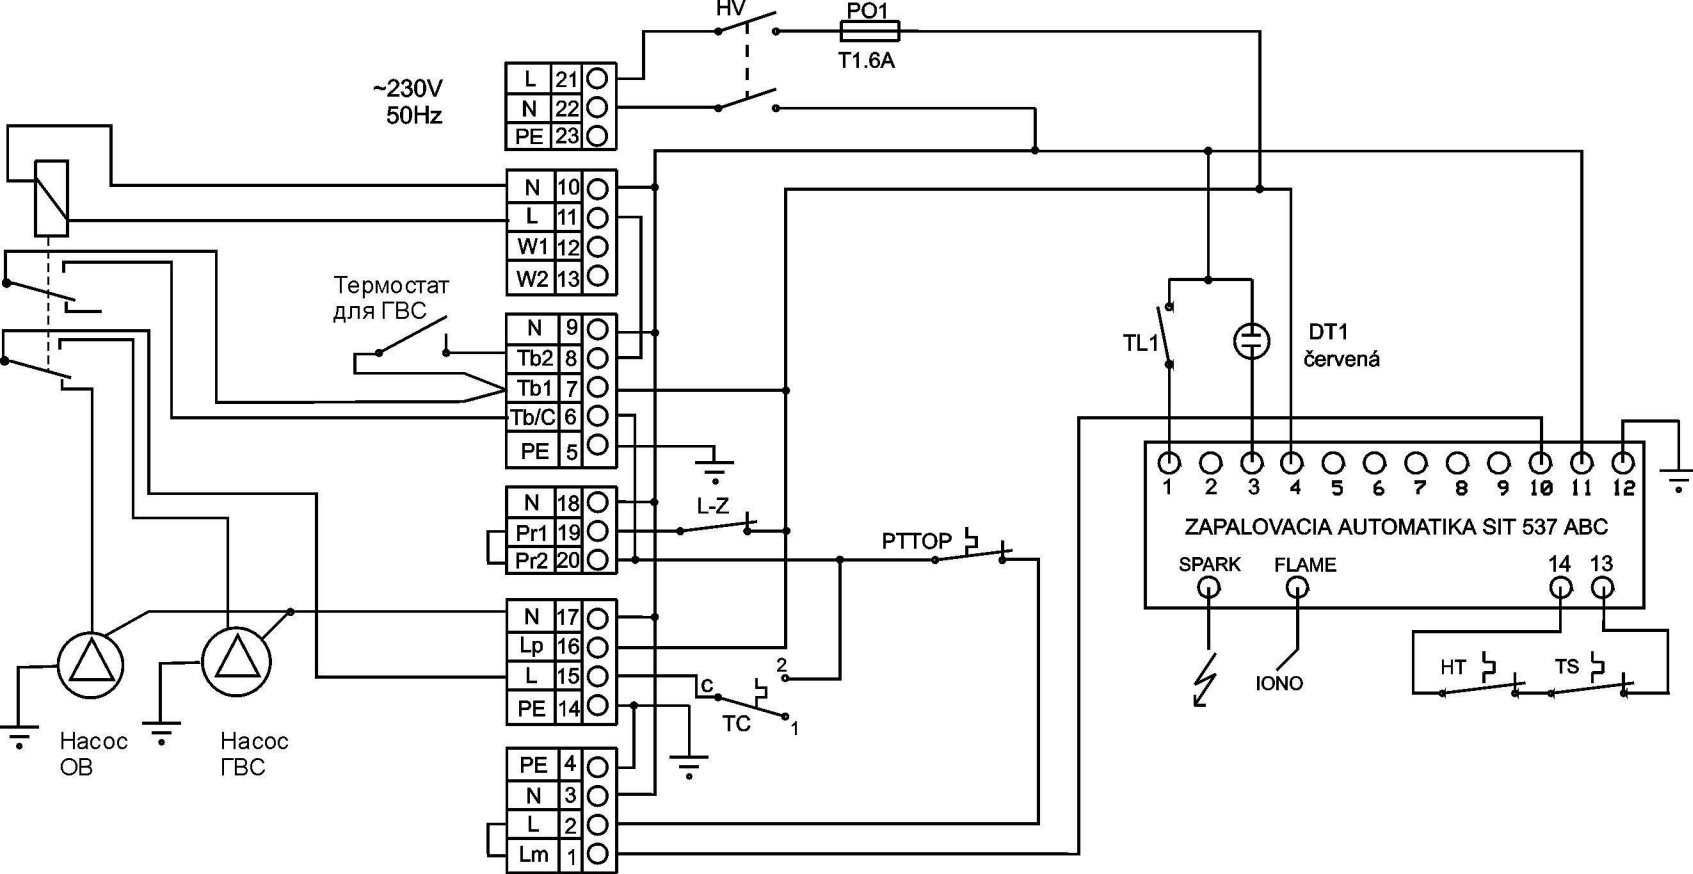 HV
PO1
T1.6A
~230V
50Hz
L 21
N 22
PE 23
N 10
L 11
W1 12
W2 13
Термостат
для ГВС
N 9
Tb2 8
Tb1 7
Tb/C 6
PE 5
TL1
DT1
červená
N 18
Pr1 19
Pr2 20
L-Z
PTTOP
1 2 3 4 5 6 7 8 9 10 11 12
ZAPALOVACIA AUTOMATIKA SIT 537 ABC
SPARK FLAME 14 13
IONO
HT TS
N 17
Lp 16
L 15
PE 14
C
2
TC
1
Насос
ОВ
Насос
ГВС
PE 4
N 3
L 2
Lm 1